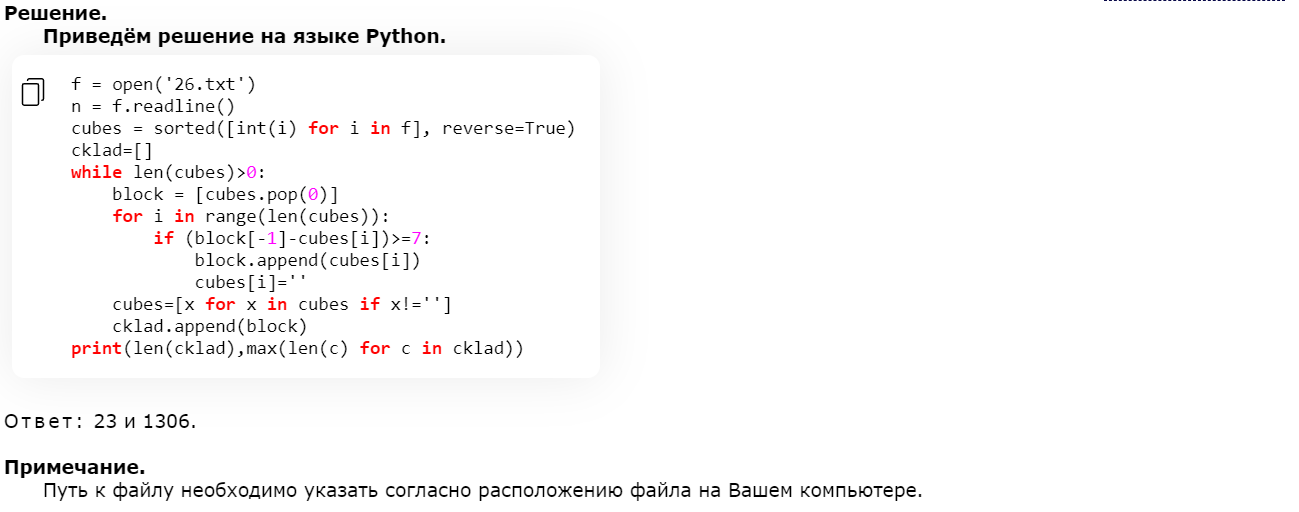 Решение.
Приведём решение на языке Python.
f = open('26.txt')
n = f.readline()
cubes = sorted([int(i) for i in f], reverse=True)
cklad=[]
while len(cubes)>0:
    block = [cubes.pop(0)]
    for i in range(len(cubes)):
        if (block[-1]-cubes[i])>=7:
            block.append(cubes[i])
            cubes[i]=''
    cubes=[x for x in cubes if x!='']
    cklad.append(block)
print(len(cklad),max(len(c) for c in cklad))
Ответ: 23 и 1306.
Примечание.
Путь к файлу необходимо указать согласно расположению файла на Вашем компьютере.